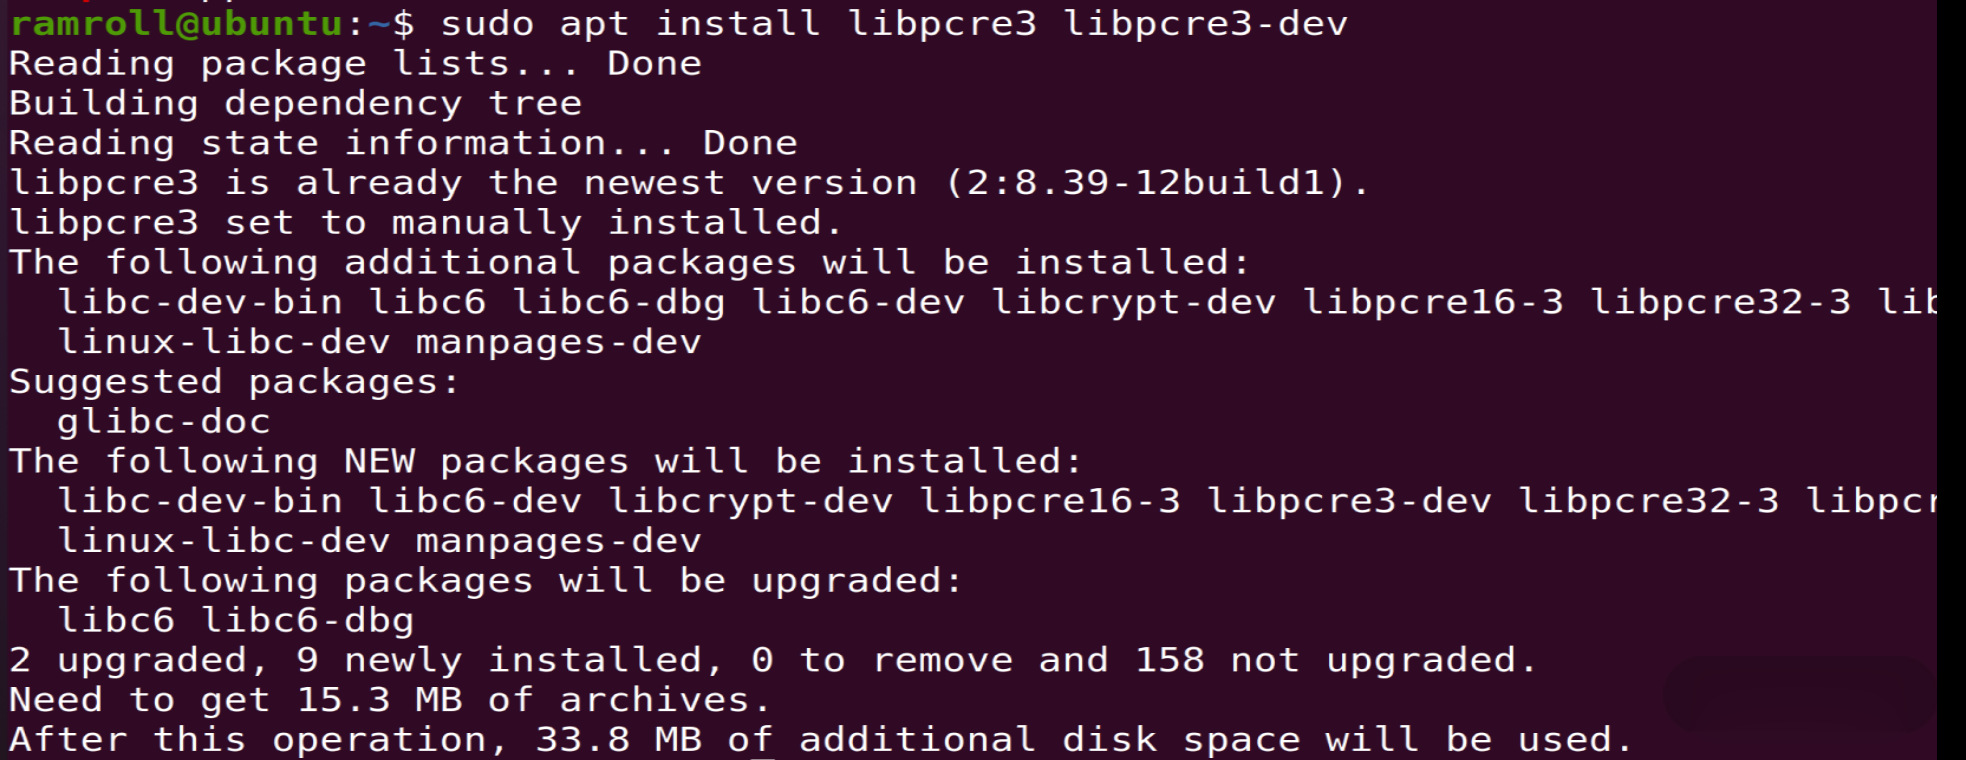 ramroll@ubuntu:~$ sudo apt install libpcre3 libpcre3-dev
Reading package lists... Done
Building dependency tree
Reading state information... Done
libpcre3 is already the newest version (2:8.39-12build1).
libpcre3 set to manually installed.
The following additional packages will be installed:
  libc-dev-bin libc6 libc6-dbg libc6-dev libcrypt-dev libpcre16-3 libpcre32-3
  linux-libc-dev manpages-dev
Suggested packages:
  glibc-doc
The following NEW packages will be installed:
  libc-dev-bin libc6-dev libcrypt-dev libpcre16-3 libpcre3-dev libpcre32-3
  linux-libc-dev manpages-dev
The following packages will be upgraded:
  libc6 libc6-dbg
2 upgraded, 9 newly installed, 0 to remove and 158 not upgraded.
Need to get 15.3 MB of archives.
After this operation, 33.8 MB of additional disk space will be used.